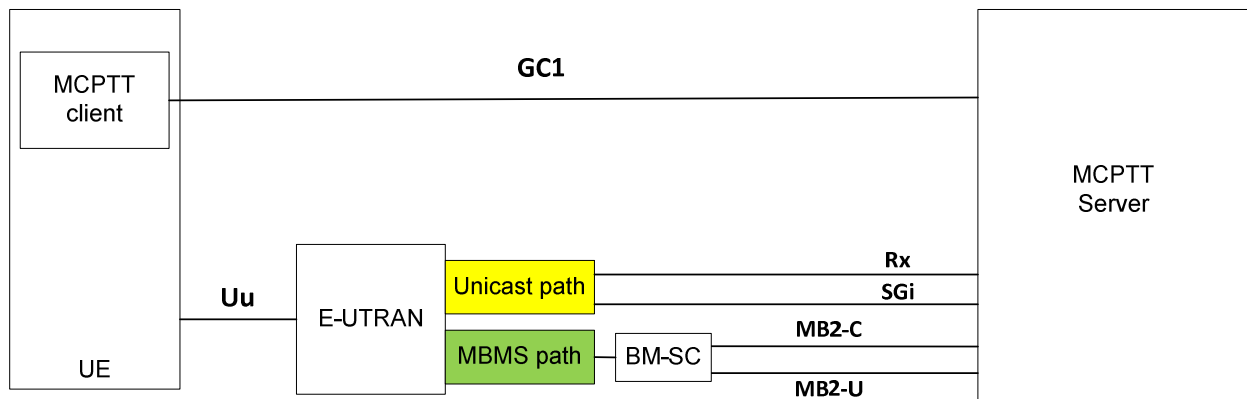 GC1
MCPTT
client
MCPTT
Server
Rx
Unicast path
SGi
Uu
E-UTRAN
MB2-C
MBMS path
BM-SC
UE
MB2-U